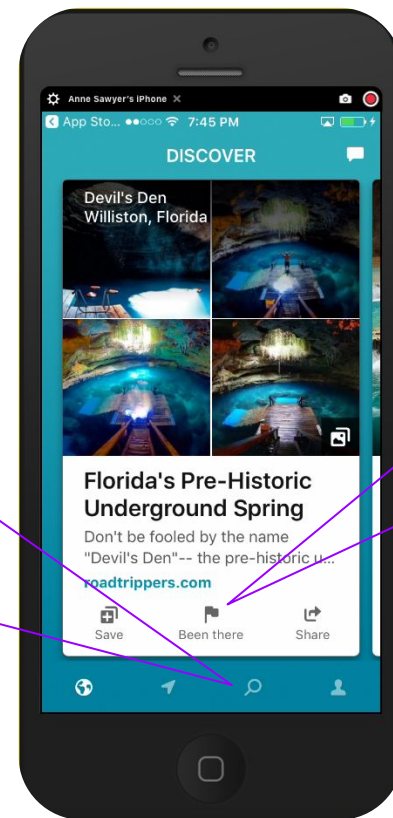 Anne Sawyer's iPhone
App Sto... 7:45 PM
DISCOVER
Devil's Den
Williston, Florida
Florida's Pre-Historic
Underground Spring
Don't be fooled by the name
"Devil's Den"-- the pre-historic u...
roadtrippers.com
Save Been there Share